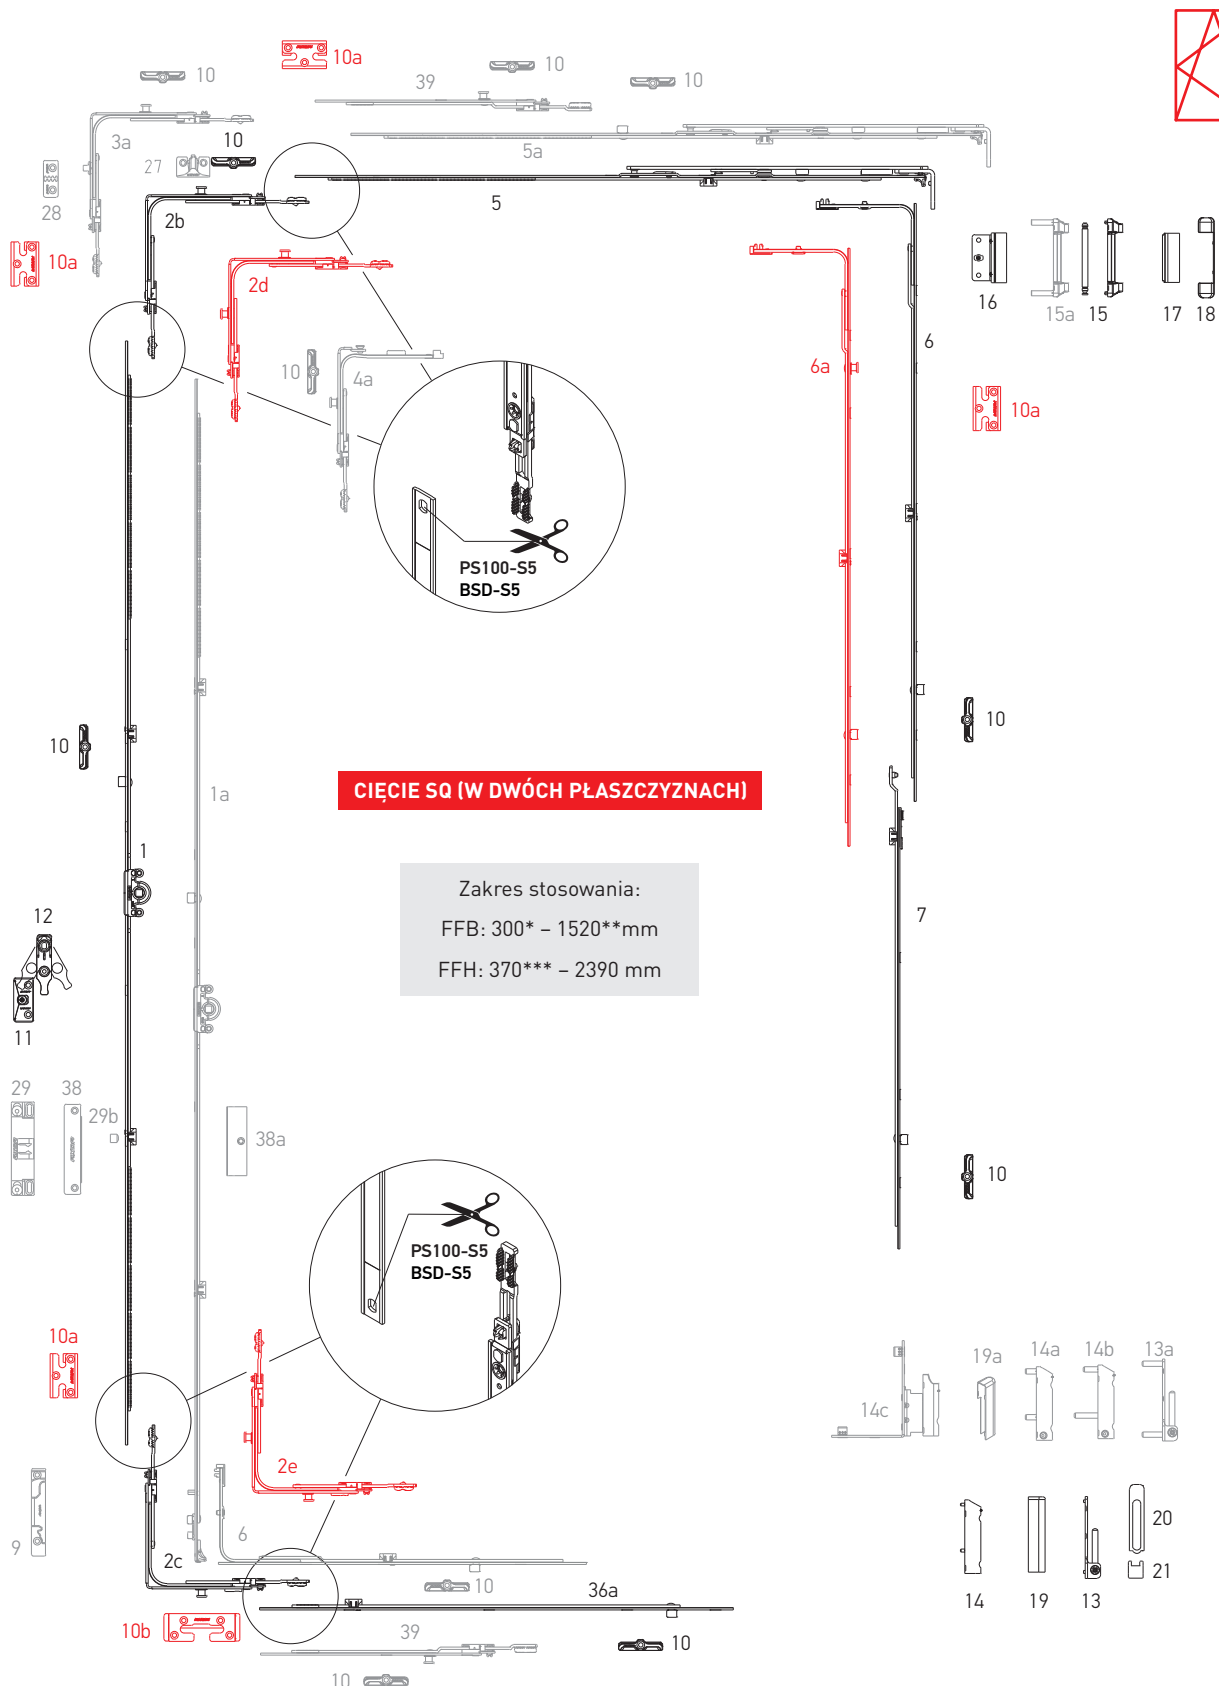 10a
10
39
10
10
3a
27
10
5a
28
2b
5
10a
2d
16
15a
15
17
18
6
10
4a
6a
10a
PS100-S5
BSD-S5
10
10
1a
CIĘCIE SQ (W DWÓCH PŁASZCZYZNACH)
1
Zakres stosowania:
FFB: 300* – 1520**mm
FFH: 370*** – 2390 mm
12
7
11
29
38
29b
38a
10
PS100-S5
BSD-S5
10a
19a
14a
14b
13a
14c
2e
9
6
2c
20
21
14
19
13
10
36a
10b
39
10
10